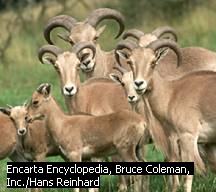 Encarta Encyclopedia, Bruce Coleman,
Inc./Hans Reinhard